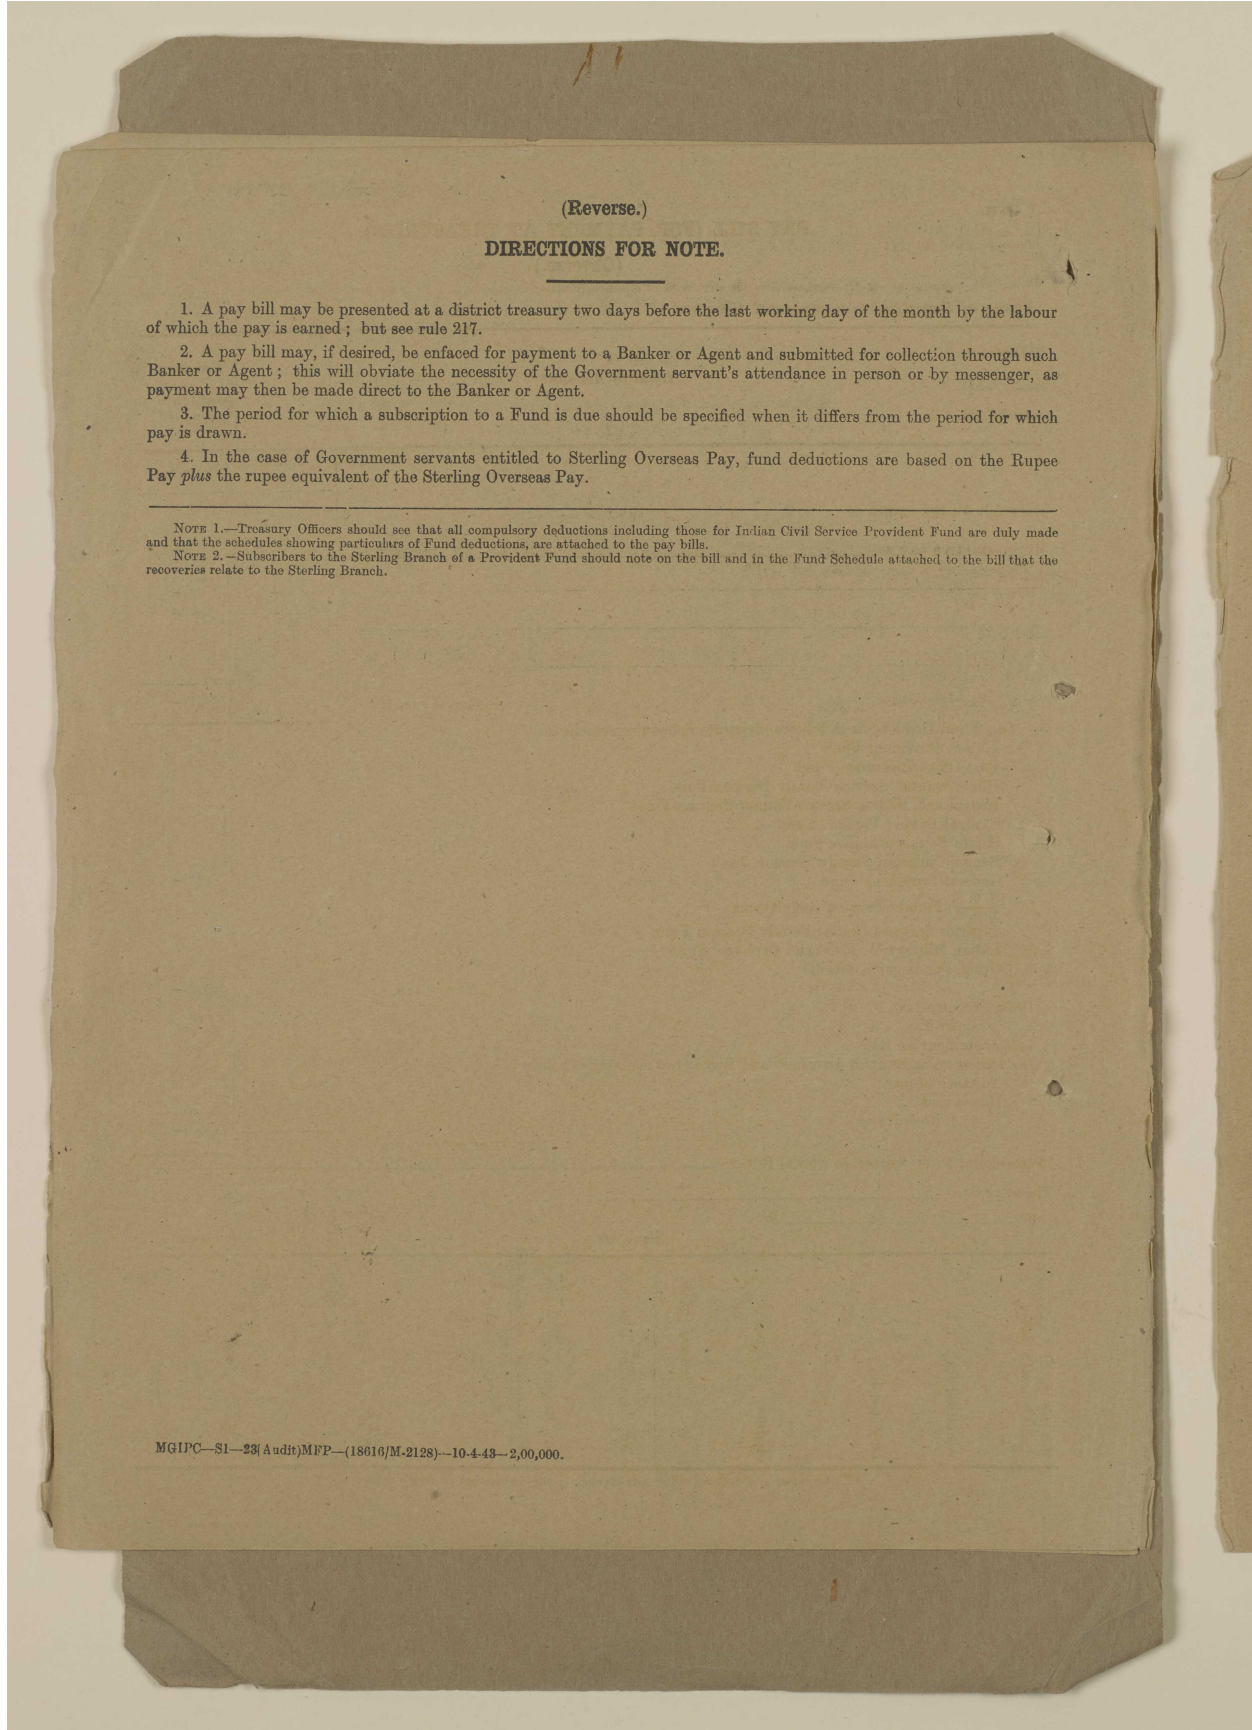 (Reverse.)
DIRECTIONS FOR NOTE.
1. A pay bill may be presented at a district treasury two days before the last working day of the month by the labour
of which the pay is earned ; but see rule 217.
2. A pay bill may, if desired, be enfaced for payment to a Banker or Agent and submitted for collection through such
Banker or Agent ; this will obviate the necessity of the Government servant's attendance in person or by messenger, as
payment may then be made direct to the Banker or Agent.
3. The period for which a subscription to a Fund is due should be specified when it differs from the period for which
pay is drawn.
4. In the case of Government servants entitled to Sterling Overseas Pay, fund deductions are based on the Rupee
Pay plus the rupee equivalent of the Sterling Overseas Pay.
NOTE 1.—Treasury Officers should see that all compulsory deductions including those for Indian Civil Service Provident Fund are duly made
and that the schedules showing particulars of Fund deductions, are attached to the pay bills.
NOTE 2.—Subscribers to the Sterling Branch of a Provident Fund should note on the bill and in the Fund Schedule attached to the bill that the
recoveries relate to the Sterling Branch.
MGIPC—S1—23(Audit)MFP—(18616/M-2128)—10-4-43—2,00,000.